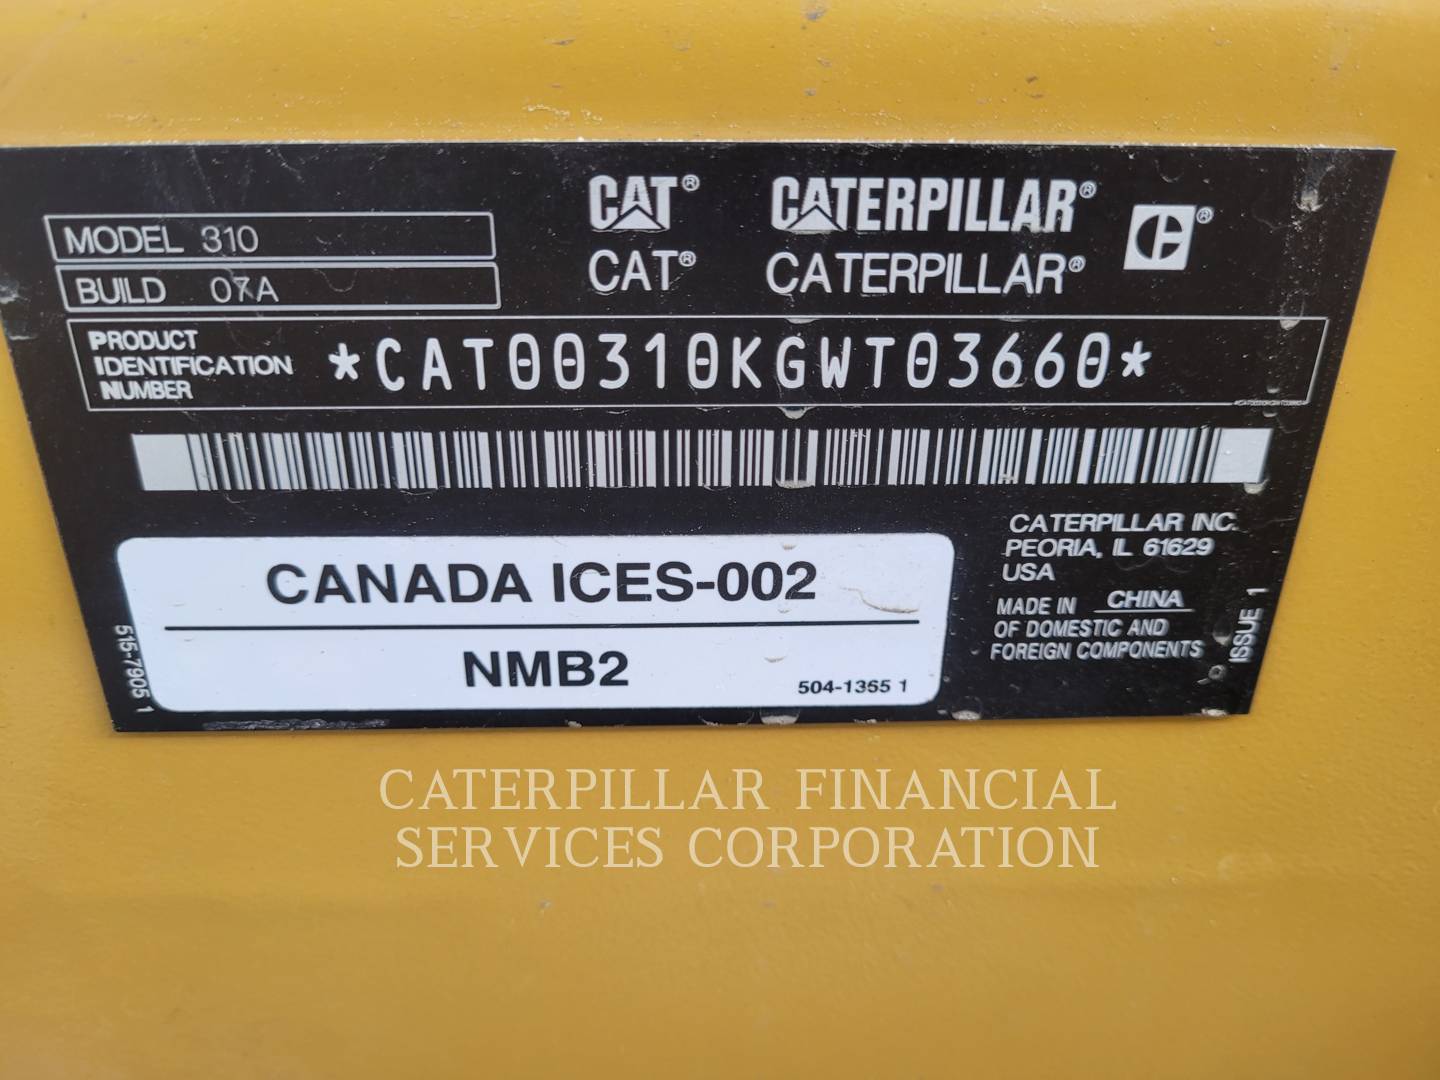 MODEL 310
BUILD 07A
CAT® CATERPILLAR® C®
CAT® CATERPILLAR®
PRODUCT
IDENTIFICATION
NUMBER
*CAT00310KGWT03660*
CANADA ICES-002
NMB2
504-1365 1
515-7905 1
CATERPILLAR INC.
PEORIA, IL 61629
USA
MADE IN CHINA
OF DOMESTIC AND
FOREIGN COMPONENTS
ISSUE 1
CATERPILLAR FINANCIAL
SERVICES CORPORATION